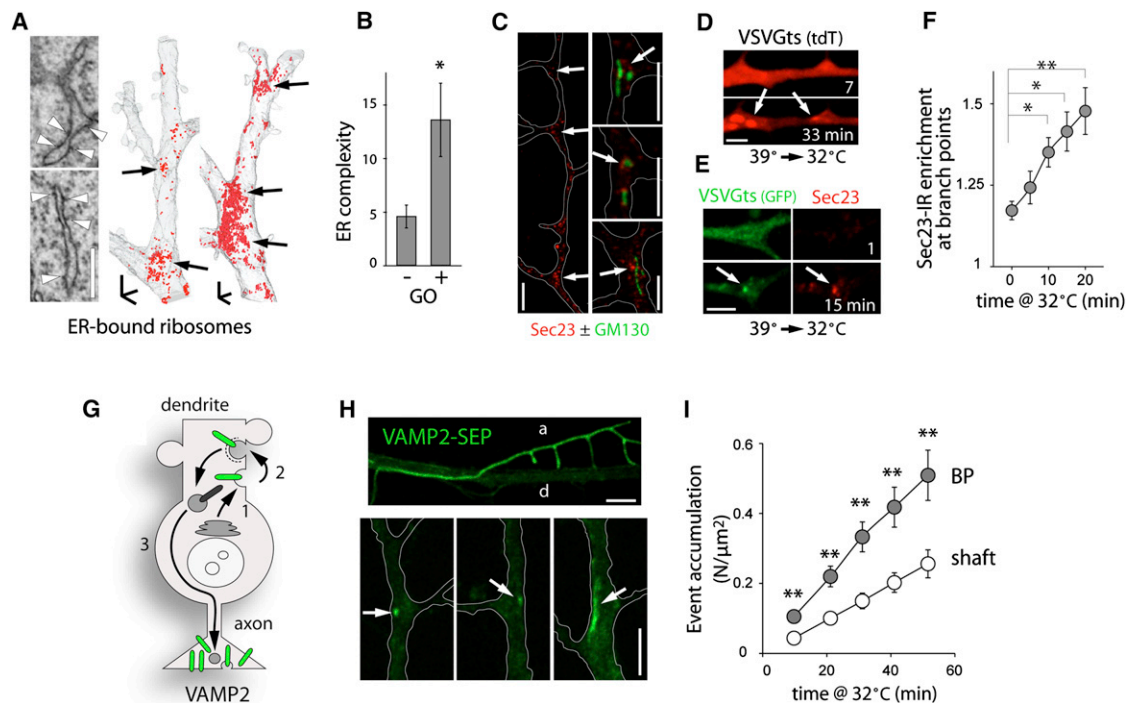 A
ER-bound ribosomes
B
ER complexity
15
10
5
0
*
-
+
GO
C
Sec23 ± GM130
D
VSVGts (tdT)
7
33 min
39° 32°C
E
VSVGts (GFP)
Sec23
1
15 min
39° 32°C
F
Sec23-IR enrichment
at branch points
1.5
1.25
1
**
*
*
0
10
20
time @ 32°C (min)
G
dendrite
2
1
3
axon
VAMP2
H
VAMP2-SEP
a
d
I
Event accumulation
(N/μm²)
0.6
0.4
0.2
0
**
**
**
**
**
BP
shaft
0
20
40
60
time @ 32°C (min)